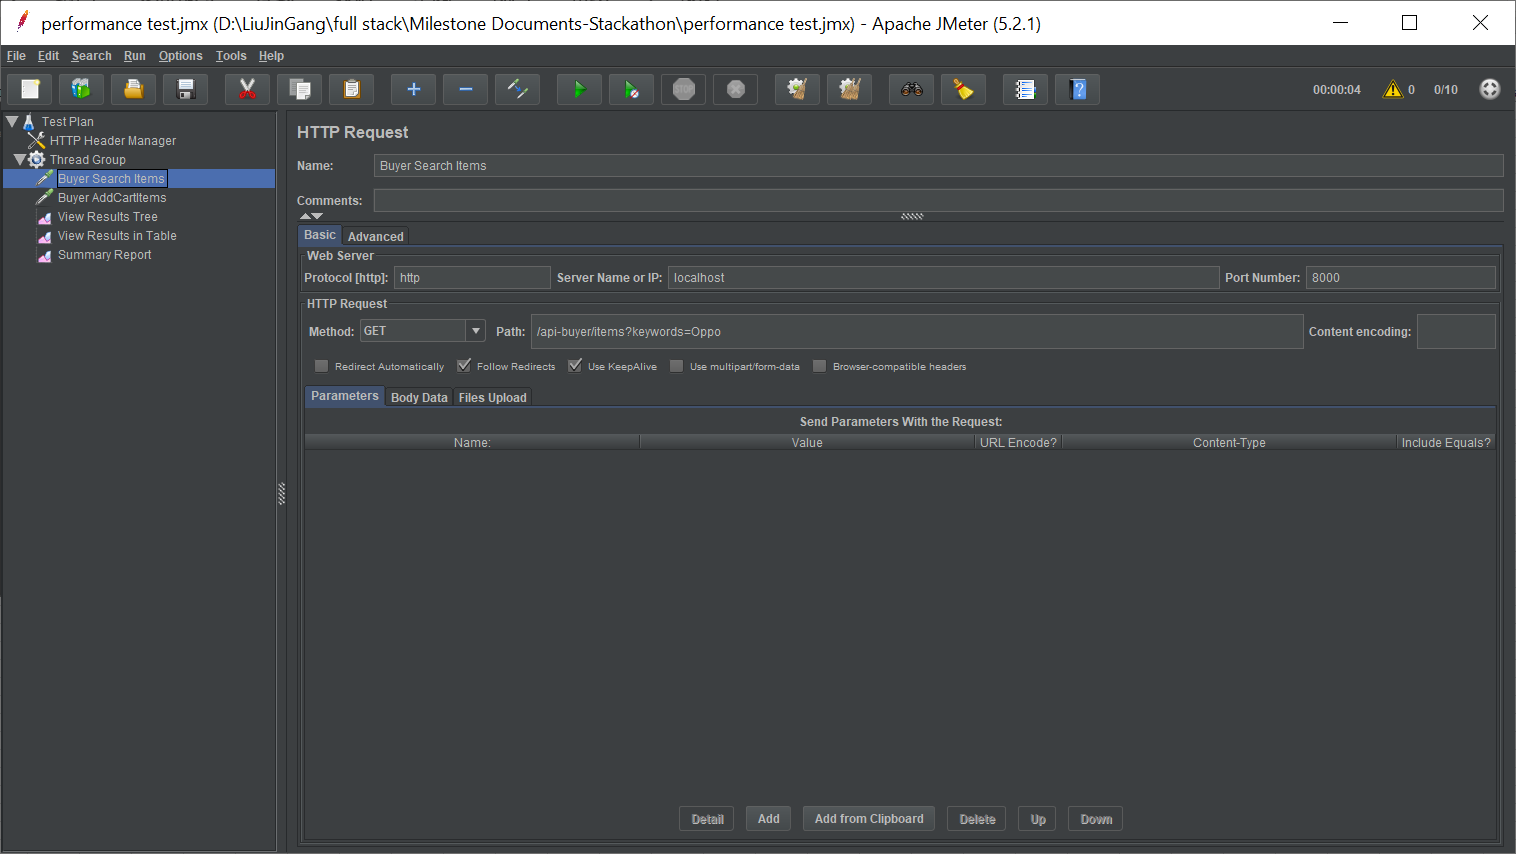 performance test.jmx (D:\LiuJinGang\full stack\Milestone Documents-Stackathon\performance test.jmx) - Apache JMeter (5.2.1)
File Edit Search Run Options Tools Help
STOP 00:00:04 0 0/10
Test Plan
HTTP Header Manager
Thread Group
Buyer Search Items
Buyer AddCartItems
View Results Tree
View Results in Table
Summary Report
HTTP Request
Name: Buyer Search Items
Comments:
Basic Advanced
Web Server
Protocol [http]: http Server Name or IP: localhost Port Number: 8000
HTTP Request
Method: GET Path: /api-buyer/items?keywords=Oppo Content encoding:
Redirect Automatically Follow Redirects Use KeepAlive Use multipart/form-data Browser-compatible headers
Parameters Body Data Files Upload
Send Parameters With the Request:
Name: Value URL Encode? Content-Type Include Equals?
Detail Add Add from Clipboard Delete Up Down